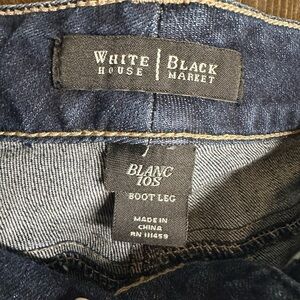 WHITE | BLACK
HOUSE | MARKET
BLANC
10S
BOOT LEG
MADE IN
CHINA
RN 111459